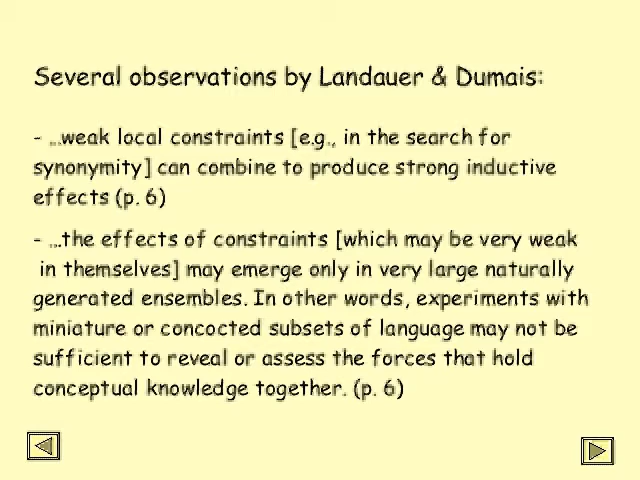 Several observations by Landauer & Dumais:
- …weak local constraints [e.g., in the search for
synonymity] can combine to produce strong inductive
effects (p. 6)
- …the effects of constraints [which may be very weak
in themselves] may emerge only in very large naturally
generated ensembles. In other words, experiments with
miniature or concocted subsets of language may not be
sufficient to reveal or assess the forces that hold
conceptual knowledge together. (p. 6)